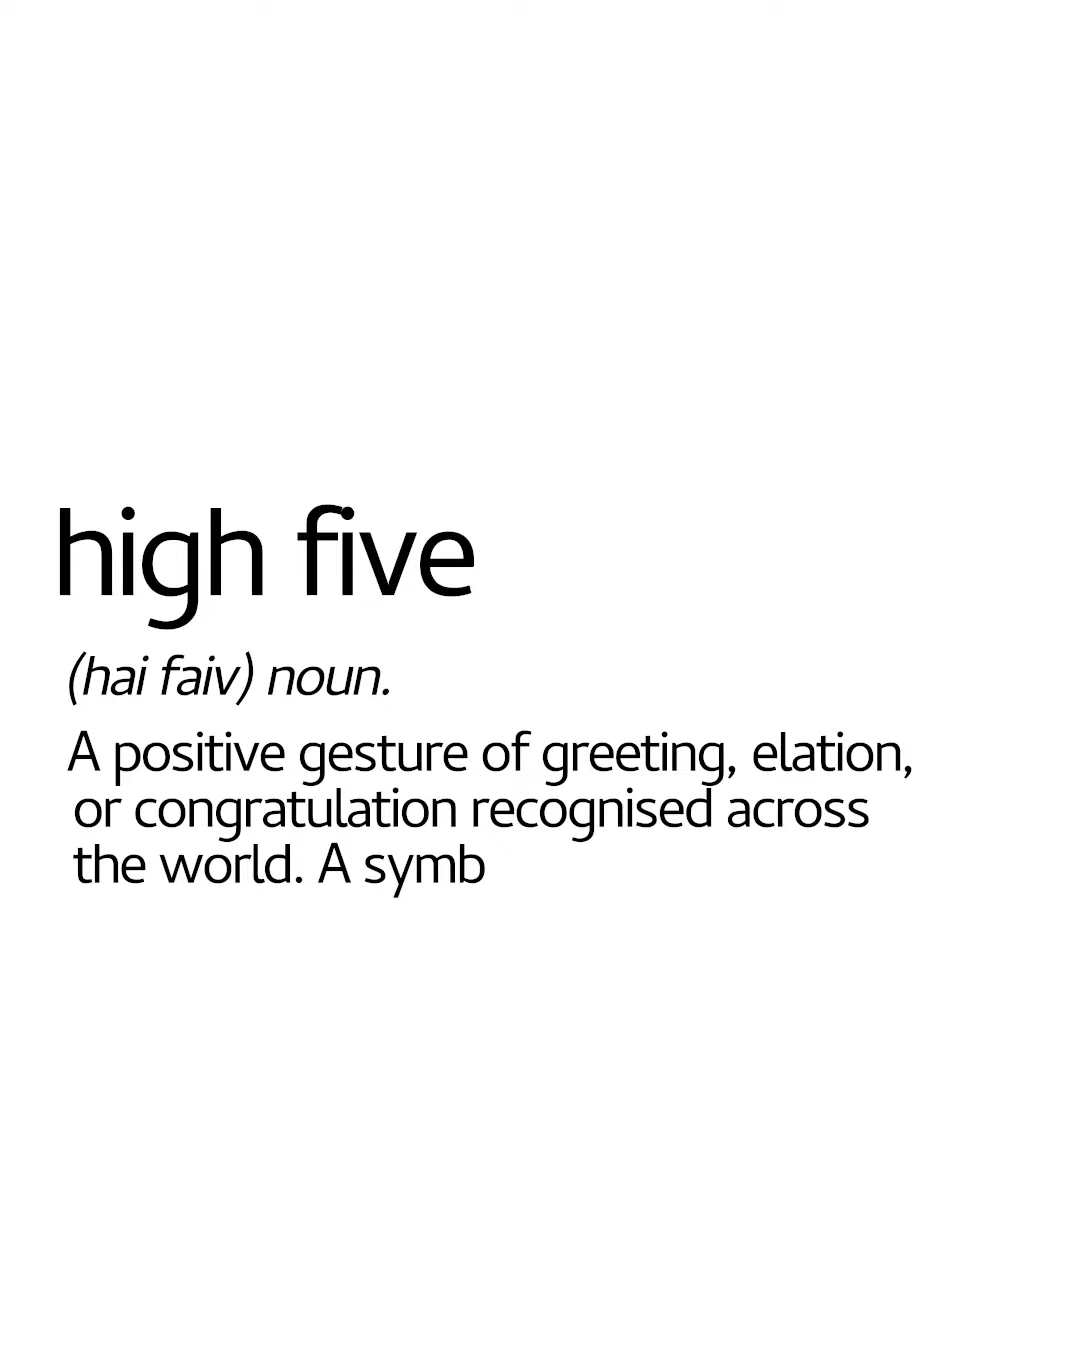 high five
(hai faiv) noun.
A positive gesture of greeting, elation,
or congratulation recognised across
the world. A symb